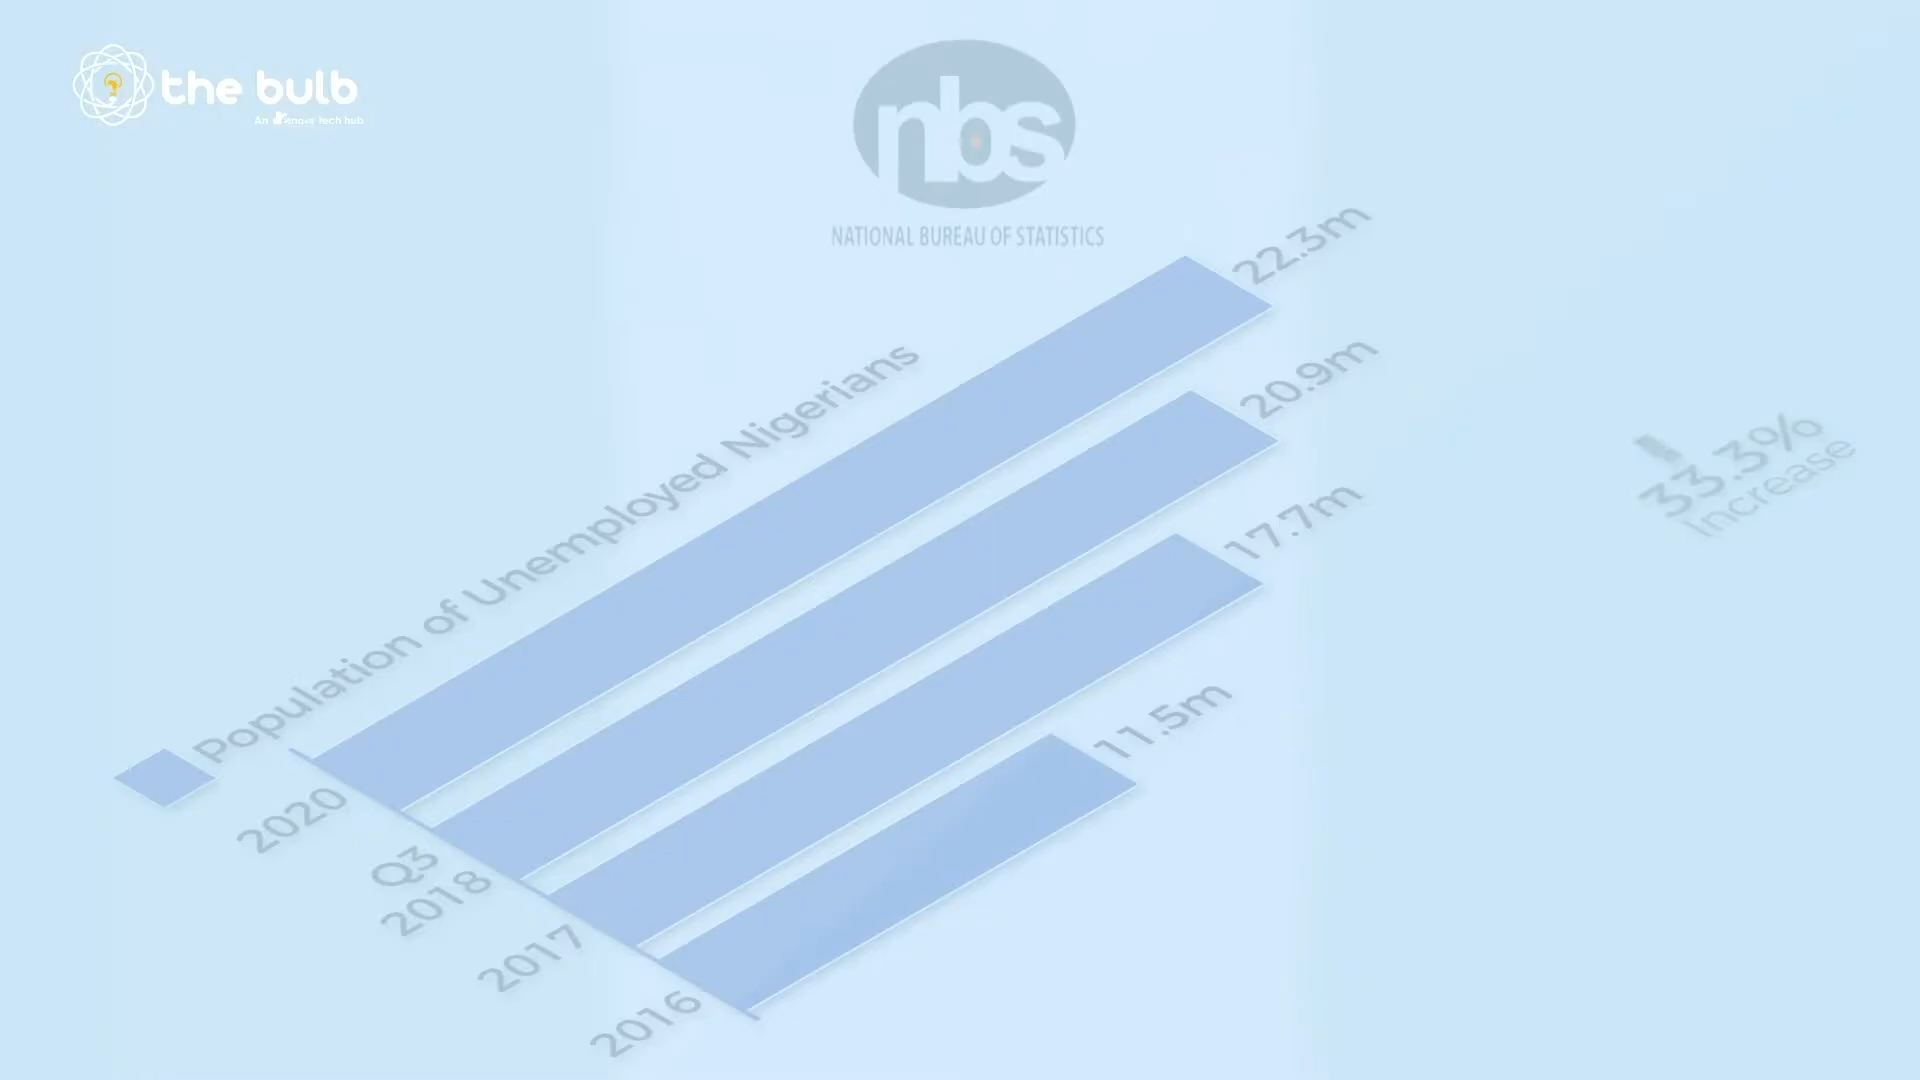 the bulb
An enovα tech hub
nbs
NATIONAL BUREAU OF STATISTICS
Population of Unemployed Nigerians
2020
22.3m
Q3
2018
20.9m
2017
17.7m
2016
11.5m
33.3%
Increase